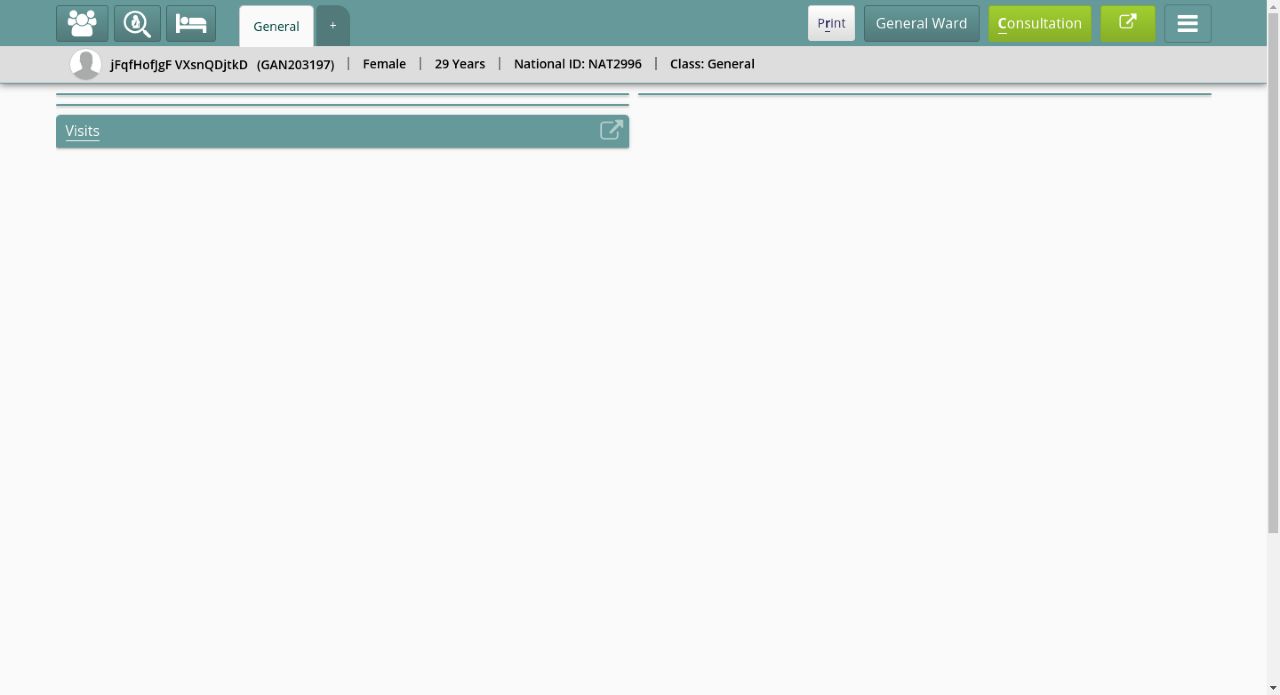 General + Print General Ward Consultation
jFqfHofJgF VXsnQDjtkD (GAN203197) | Female | 29 Years | National ID: NAT2996 | Class: General
Visits